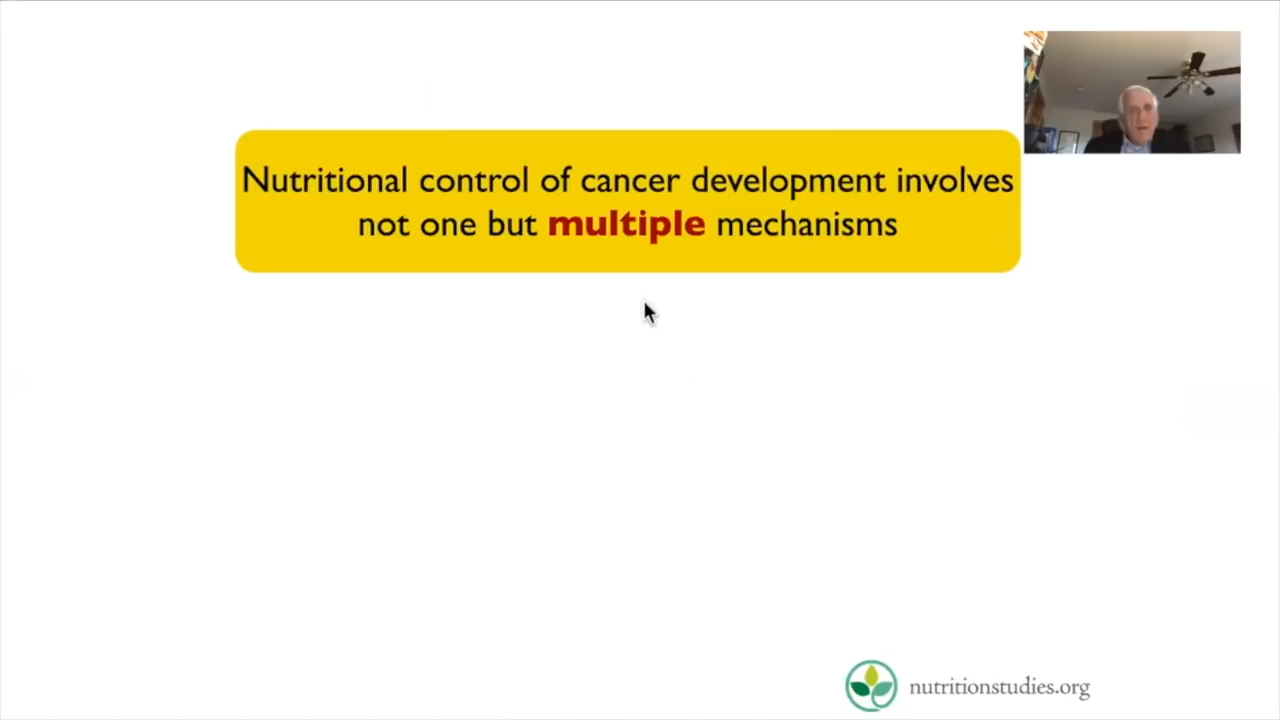 Nutritional control of cancer development involves
not one but multiple mechanisms
nutritionstudies.org